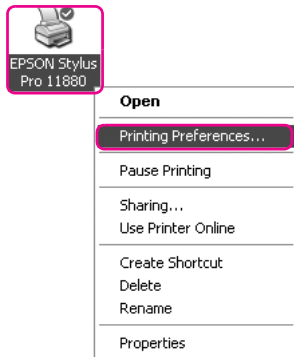 EPSON Stylus
Pro 11880
Open
Printing Preferences...
Pause Printing
Sharing...
Use Printer Online
Create Shortcut
Delete
Rename
Properties